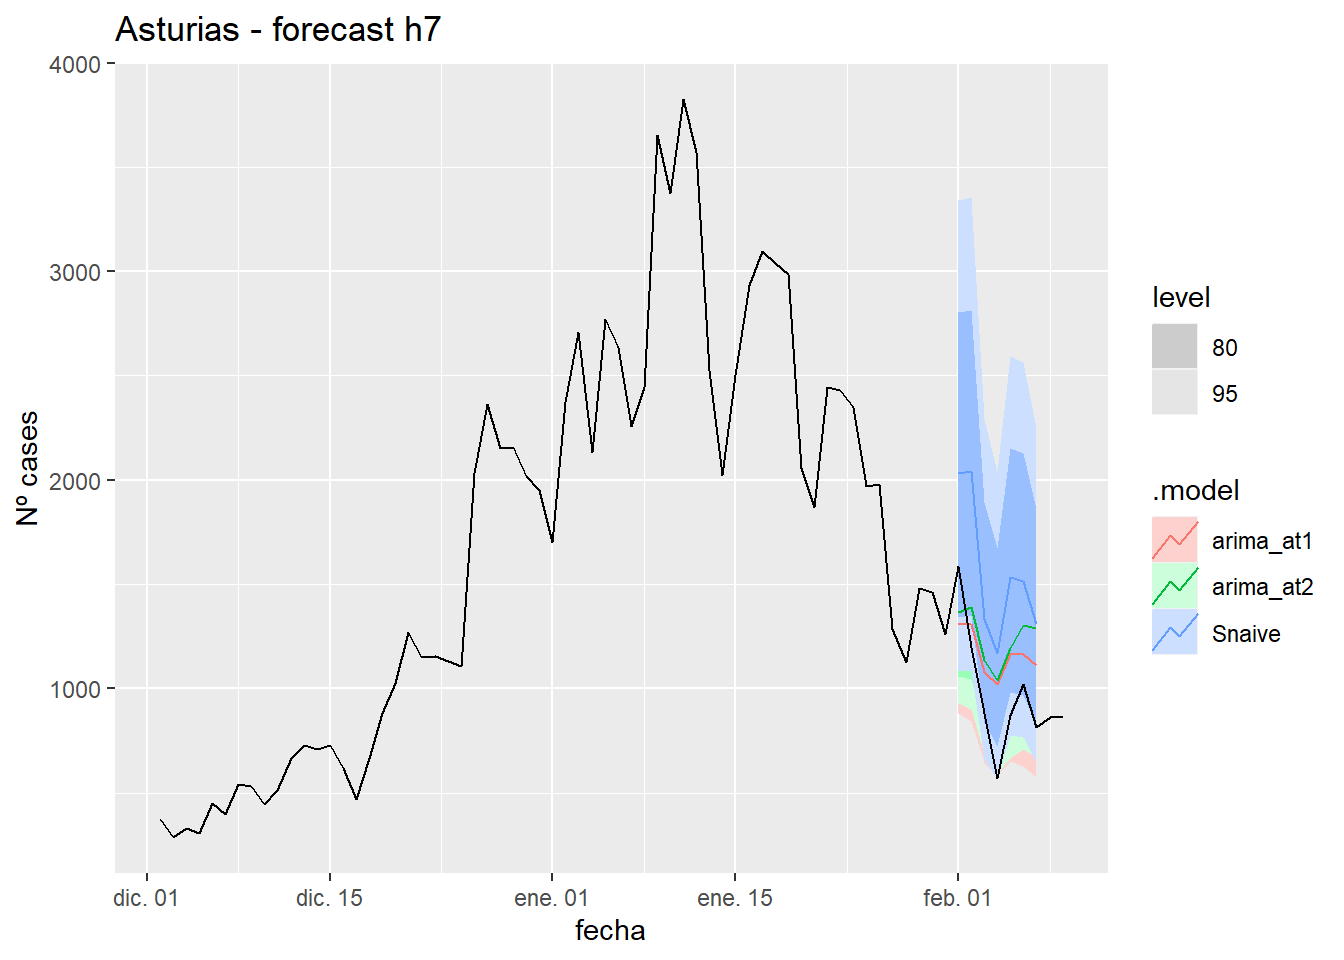 Asturias - forecast h7
4000
3000
2000
1000
Nº cases
dic. 01
dic. 15
ene. 01
ene. 15
feb. 01
fecha
level
80
95
.model
arima_at1
arima_at2
Snaive